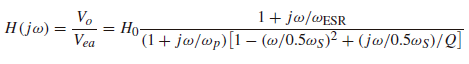 H(jω) = V_o / V_ea = H_0 (1 + jω/ω_ESR) / ((1 + jω/ω_p)[1 − (ω/0.5ω_S)² + (jω/0.5ω_S)/Q])